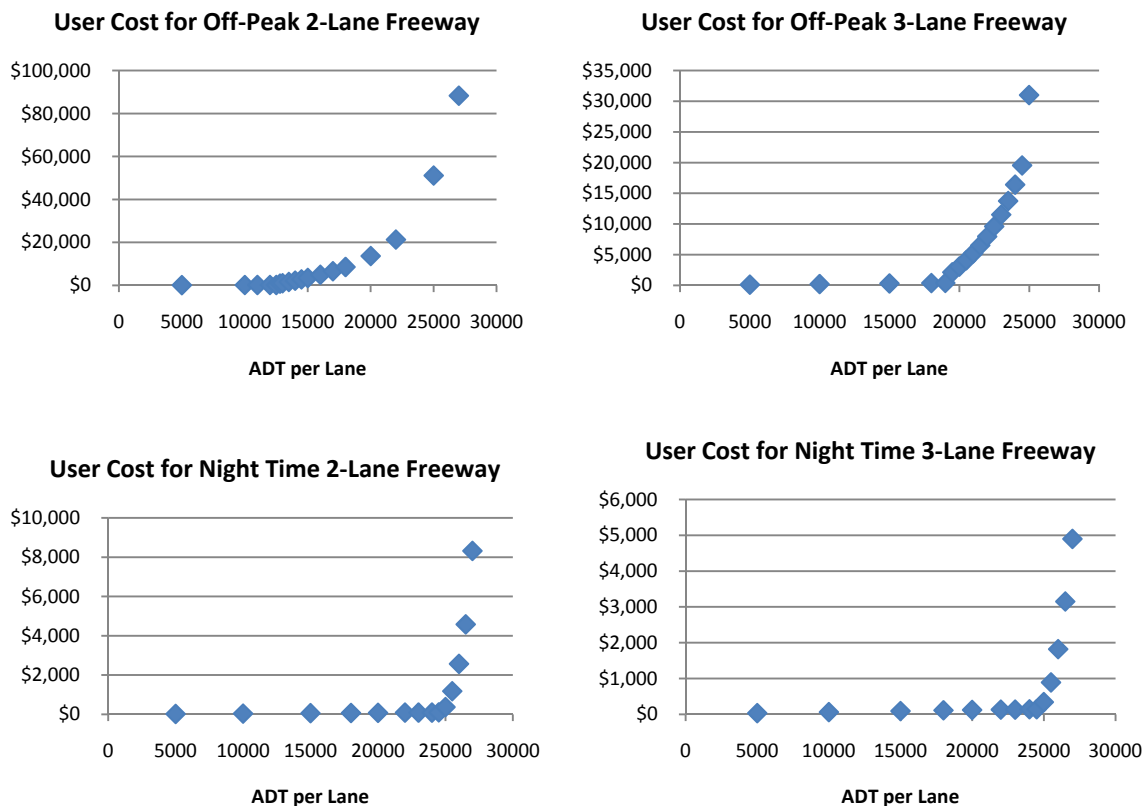 User Cost for Off-Peak 2-Lane Freeway
$100,000
$80,000
$60,000
$40,000
$20,000
$0
0 5000 10000 15000 20000 25000 30000
ADT per Lane
User Cost for Off-Peak 3-Lane Freeway
$35,000
$30,000
$25,000
$20,000
$15,000
$10,000
$5,000
$0
0 5000 10000 15000 20000 25000 30000
ADT per Lane
User Cost for Night Time 2-Lane Freeway
$10,000
$8,000
$6,000
$4,000
$2,000
$0
0 5000 10000 15000 20000 25000 30000
ADT per Lane
User Cost for Night Time 3-Lane Freeway
$6,000
$5,000
$4,000
$3,000
$2,000
$1,000
$0
0 5000 10000 15000 20000 25000 30000
ADT per Lane